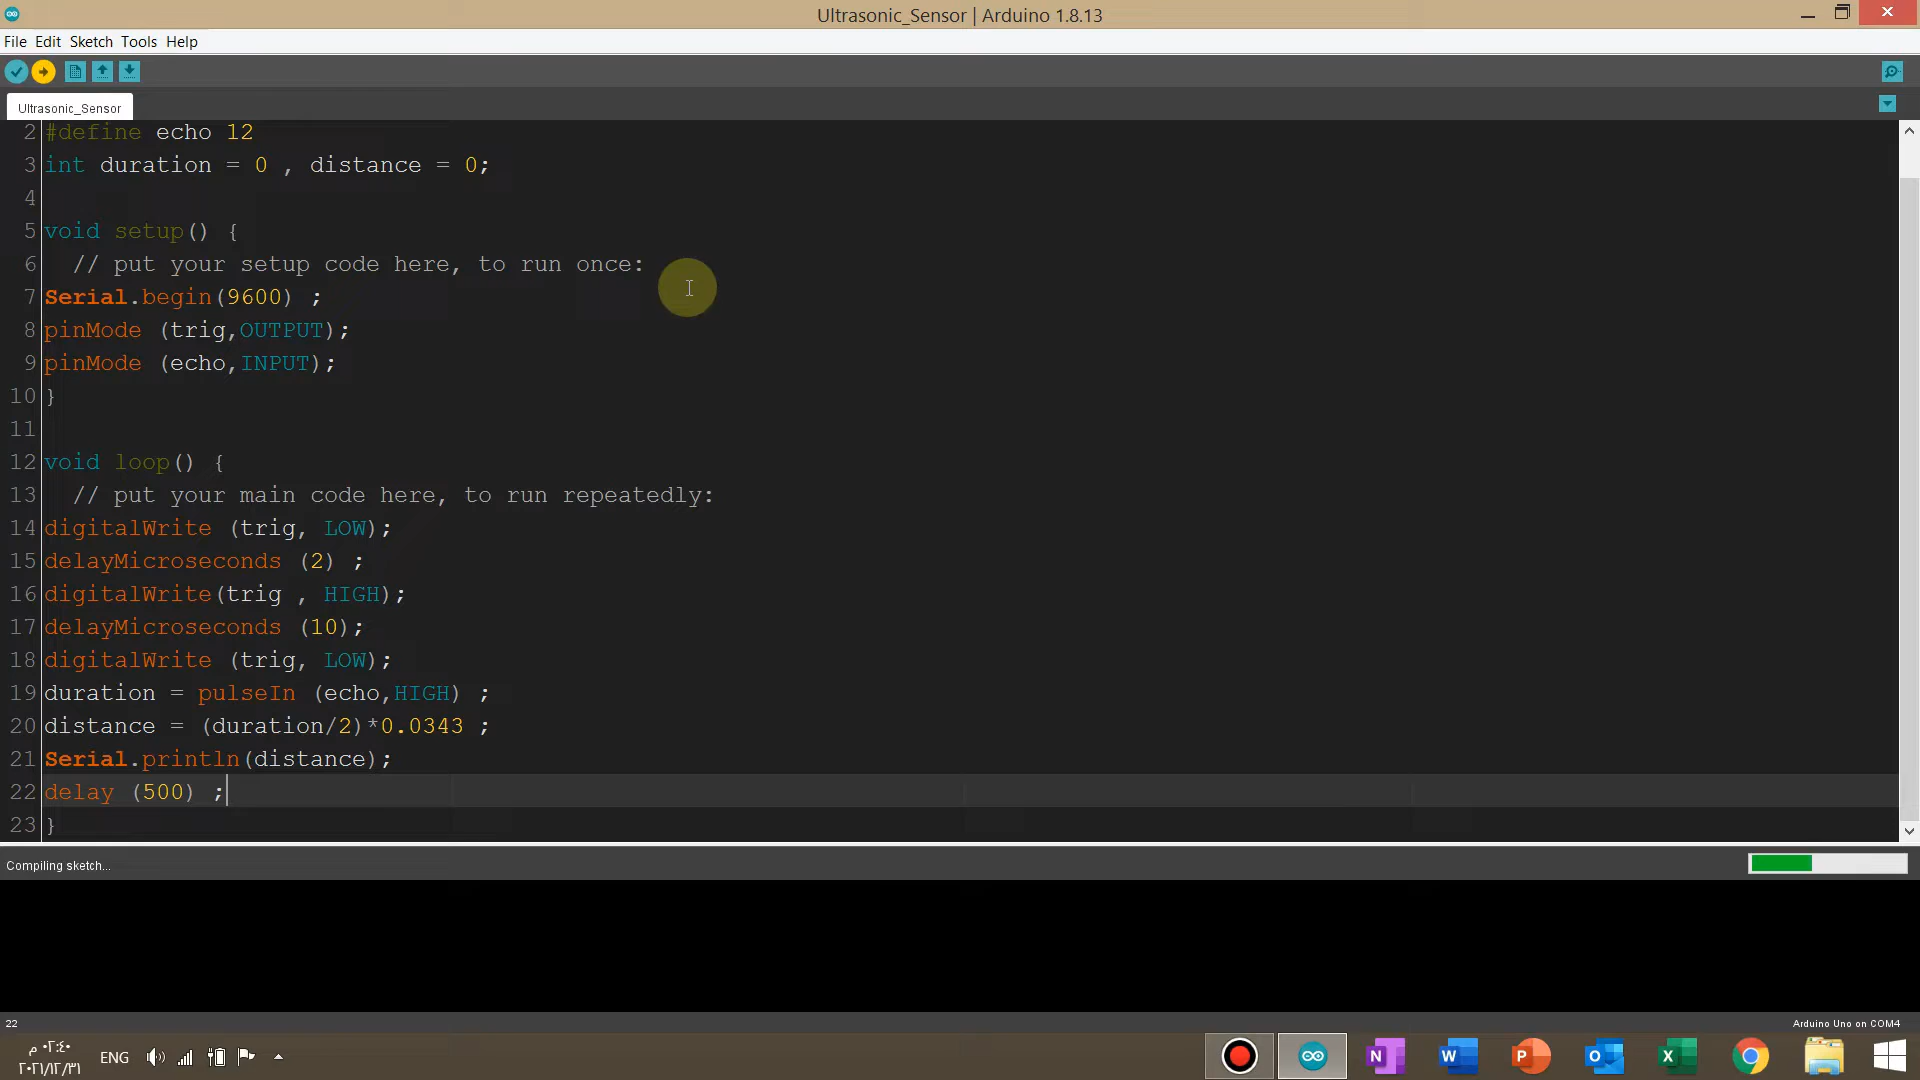 Ultrasonic_Sensor | Arduino 1.8.13
File Edit Sketch Tools Help
Ultrasonic_Sensor
2 #define echo 12
3 int duration = 0 , distance = 0;
4
5 void setup() {
6 // put your setup code here, to run once:
7 Serial.begin(9600) ;
8 pinMode (trig,OUTPUT);
9 pinMode (echo,INPUT);
10 }
11
12 void loop() {
13 // put your main code here, to run repeatedly:
14 digitalWrite (trig, LOW);
15 delayMicroseconds (2) ;
16 digitalWrite(trig , HIGH);
17 delayMicroseconds (10);
18 digitalWrite (trig, LOW);
19 duration = pulseIn (echo,HIGH) ;
20 distance = (duration/2)*0.0343 ;
21 Serial.println(distance);
22 delay (500) ;
23 }
Compiling sketch...
22
Arduino Uno on COM4
٠٢:٤٠ م
٢٠٢١/١٢/٣١
ENG
N W P O X